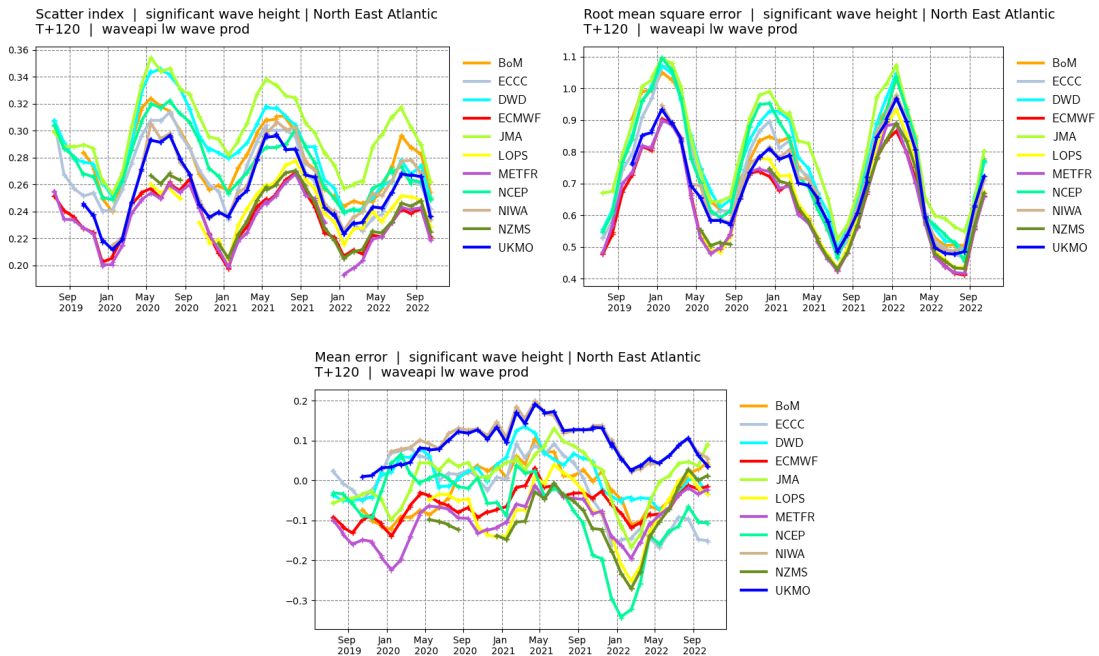 Scatter index | significant wave height | North East Atlantic
T+120 | waveapi lw wave prod
0.36
0.34
0.32
0.30
0.28
0.26
0.24
0.22
0.20
Sep Jan May Sep Jan May Sep Jan May Sep
2019 2020 2020 2020 2021 2021 2021 2022 2022 2022
BoM
ECCC
DWD
ECMWF
JMA
LOPS
METFR
NCEP
NIWA
NZMS
UKMO
Root mean square error | significant wave height | North East Atlantic
T+120 | waveapi lw wave prod
1.1
1.0
0.9
0.8
0.7
0.6
0.5
0.4
Sep Jan May Sep Jan May Sep Jan May Sep
2019 2020 2020 2020 2021 2021 2021 2022 2022 2022
BoM
ECCC
DWD
ECMWF
JMA
LOPS
METFR
NCEP
NIWA
NZMS
UKMO
Mean error | significant wave height | North East Atlantic
T+120 | waveapi lw wave prod
0.2
0.1
0.0
−0.1
−0.2
−0.3
Sep Jan May Sep Jan May Sep Jan May Sep
2019 2020 2020 2020 2021 2021 2021 2022 2022 2022
BoM
ECCC
DWD
ECMWF
JMA
LOPS
METFR
NCEP
NIWA
NZMS
UKMO